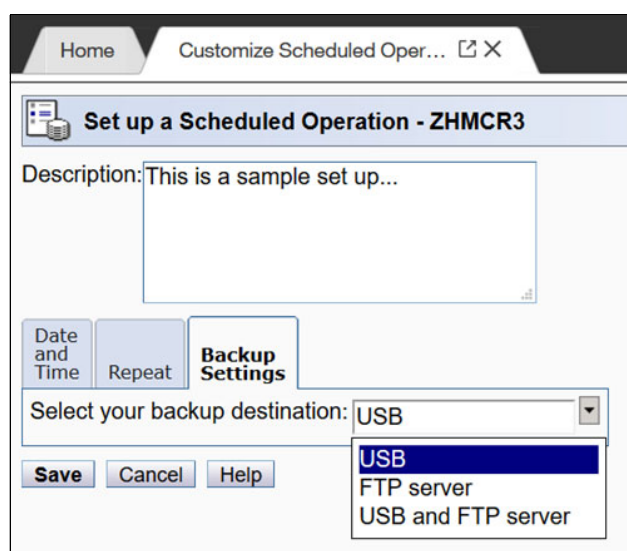 Home
Customize Scheduled Oper...
Set up a Scheduled Operation - ZHMCR3
Description:
This is a sample set up...
Date
and
Time
Repeat
Backup
Settings
Select your backup destination: USB
USB
FTP server
USB and FTP server
Save
Cancel
Help